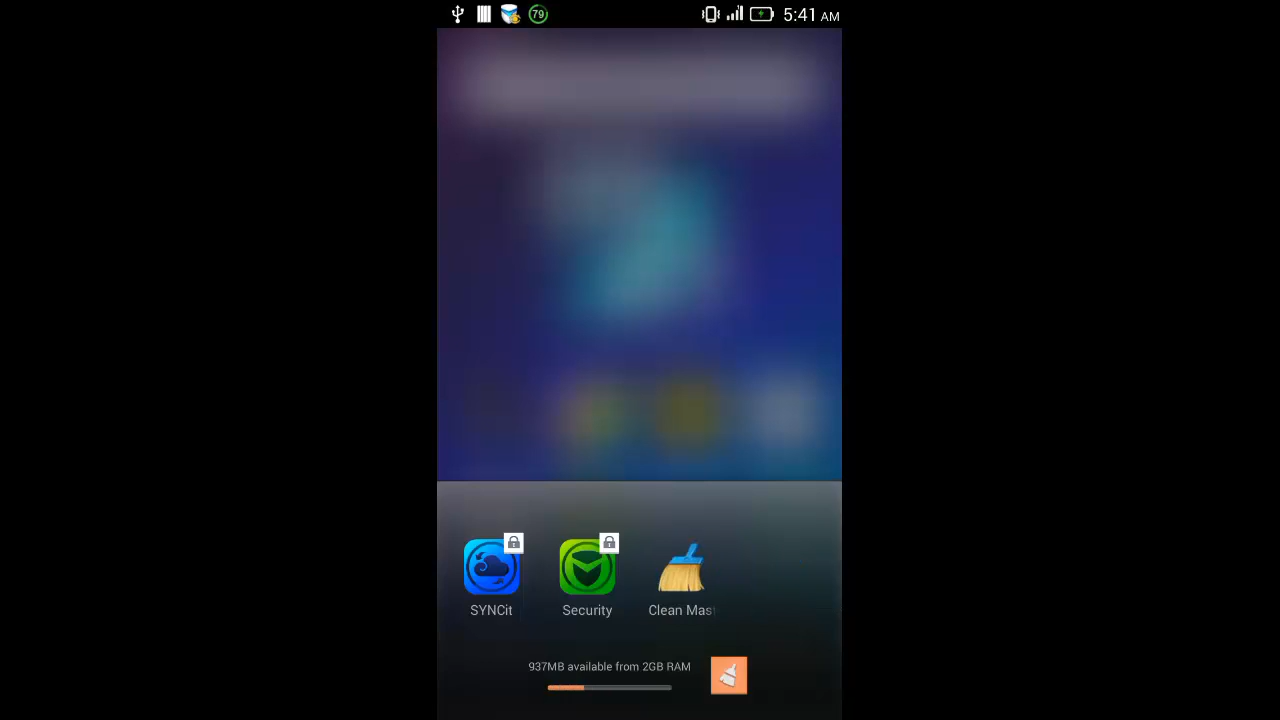 79
5:41 AM
SYNCit
Security
Clean Mas
937MB available from 2GB RAM